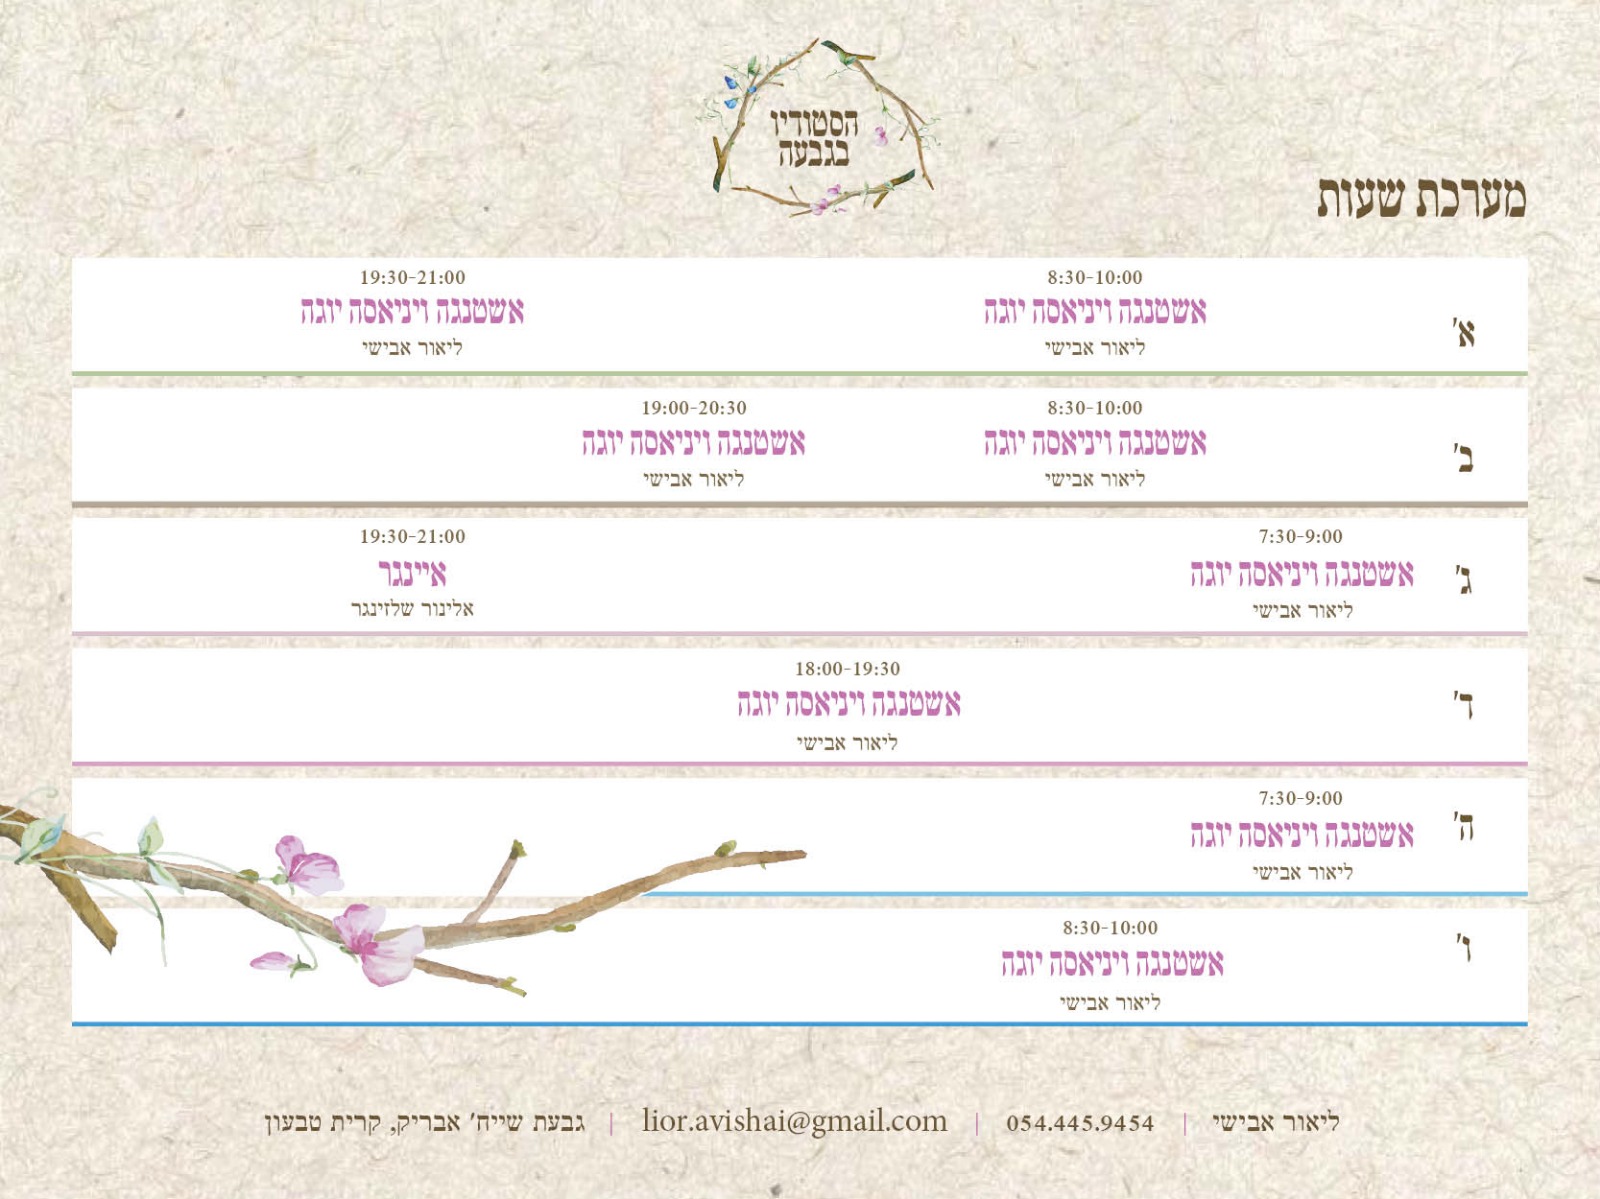 הסטודיו
בגבעה
מערכת שעות
א'
8:30-10:00
אשטנגה ויניאסה יוגה
ליאור אבישי
19:30-21:00
אשטנגה ויניאסה יוגה
ליאור אבישי
ב'
8:30-10:00
אשטנגה ויניאסה יוגה
ליאור אבישי
19:00-20:30
אשטנגה ויניאסה יוגה
ליאור אבישי
ג'
7:30-9:00
אשטנגה ויניאסה יוגה
ליאור אבישי
19:30-21:00
איינגר
אלינור שלזינגר
ד'
18:00-19:30
אשטנגה ויניאסה יוגה
ליאור אבישי
ה'
7:30-9:00
אשטנגה ויניאסה יוגה
ליאור אבישי
ו'
8:30-10:00
אשטנגה ויניאסה יוגה
ליאור אבישי
ליאור אבישי | 054.445.9454 | lior.avishai@gmail.com | גבעת שייח' אבריק, קרית טבעון